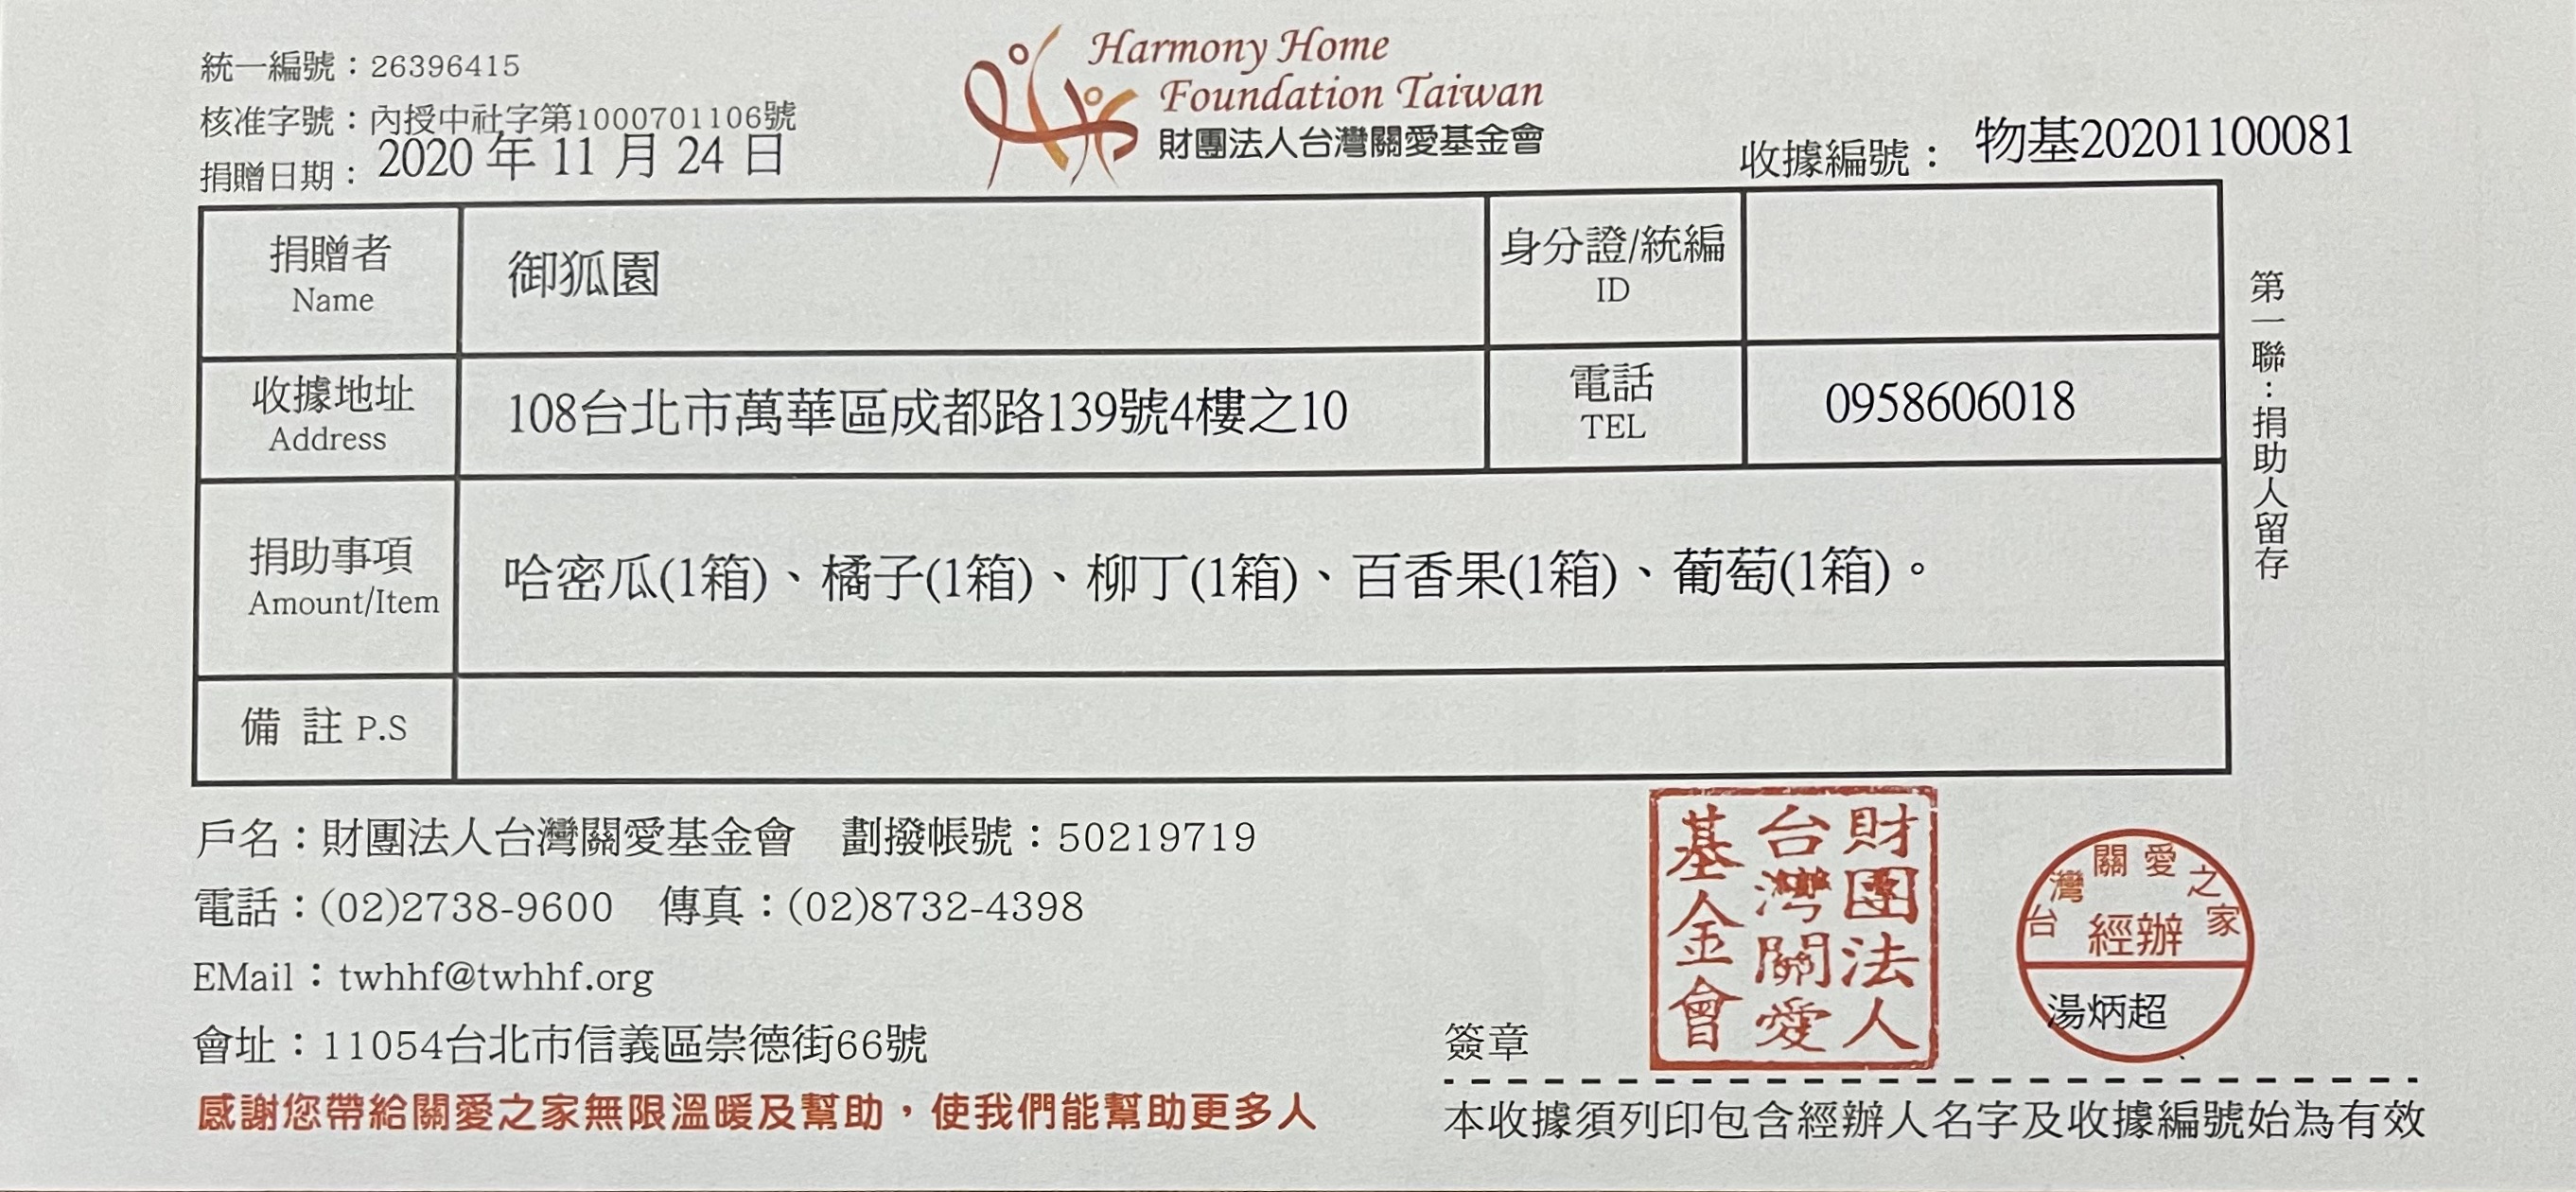 統一編號：26396415
核准字號：內授中社字第1000701106號
捐贈日期：2020 年 11 月 24 日
Harmony Home
Foundation Taiwan
財團法人台灣關愛基金會
收據編號：物基20201100081
捐贈者
Name
御狐園
身分證/統編
ID
收據地址
Address
108台北市萬華區成都路139號4樓之10
電話
TEL
0958606018
捐助事項
Amount/Item
哈密瓜(1箱)、橘子(1箱)、柳丁(1箱)、百香果(1箱)、葡萄(1箱)。
備 註 P.S
第一聯：捐助人留存
戶名：財團法人台灣關愛基金會 劃撥帳號：50219719
電話：(02)2738-9600 傳真：(02)8732-4398
EMail：twhhf@twhhf.org
會址：11054台北市信義區崇德街66號
感謝您帶給關愛之家無限溫暖及幫助，使我們能幫助更多人
簽章
財團法人
台灣關愛
基金會
台灣關愛之家
經辦
湯炳超
本收據須列印包含經辦人名字及收據編號始為有效